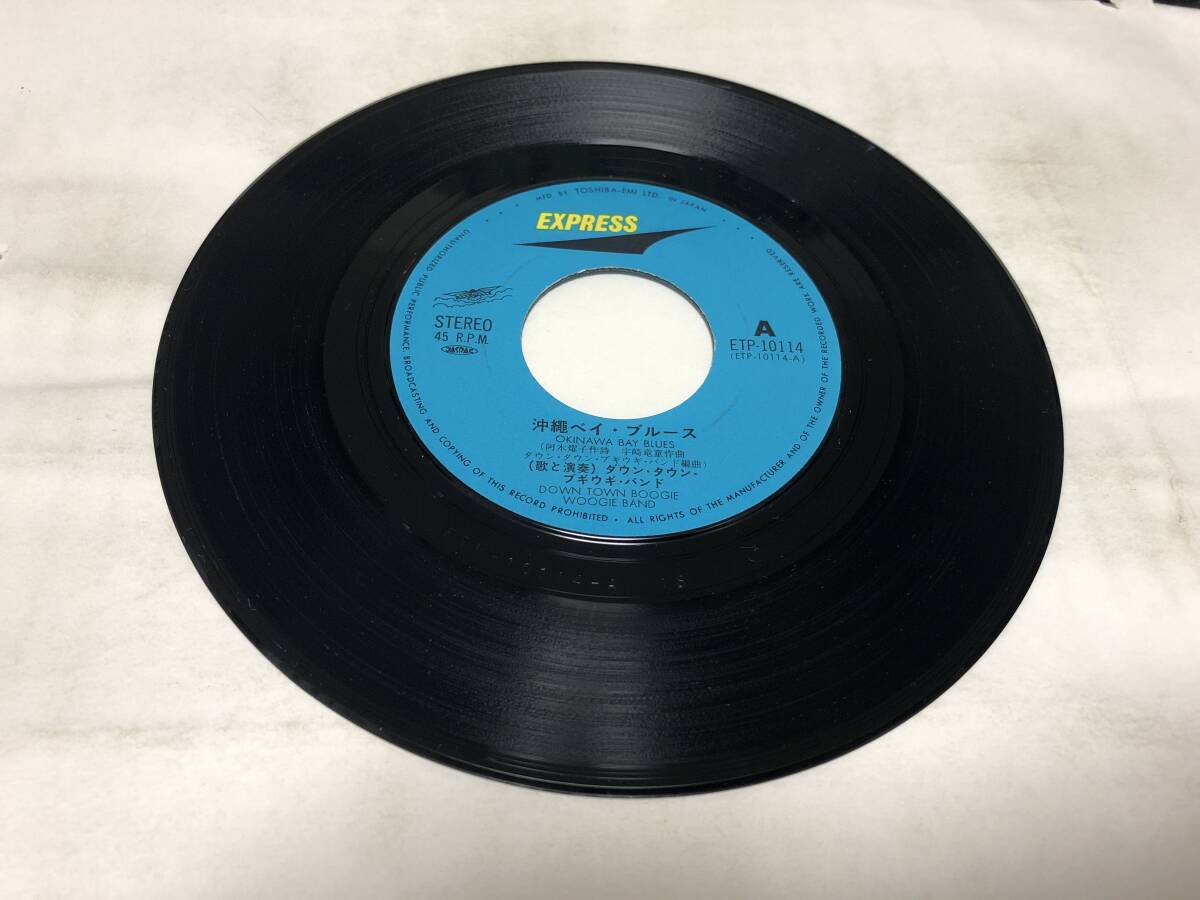 MFD. BY TOSHIBA-EMI LTD. IN JAPAN
EXPRESS
STEREO
45 R.P.M.
JASRAC
A
ETP-10114
(ETP-10114-A)
沖縄ベイ・ブルース
OKINAWA BAY BLUES
(阿木燿子作詩 宇崎竜童作曲
ダウン・タウン・ブギウギ・バンド編曲)
(歌と演奏) ダウン・タウン・
ブギウギ・バンド
DOWN TOWN BOOGIE
WOOGIE BAND
UNAUTHORIZED PUBLIC PERFORMANCE, BROADCASTING AND COPYING OF THIS RECORD PROHIBITED • ALL RIGHTS OF THE MANUFACTURER AND OF THE OWNER OF THE RECORDED WORK ARE RESERVED